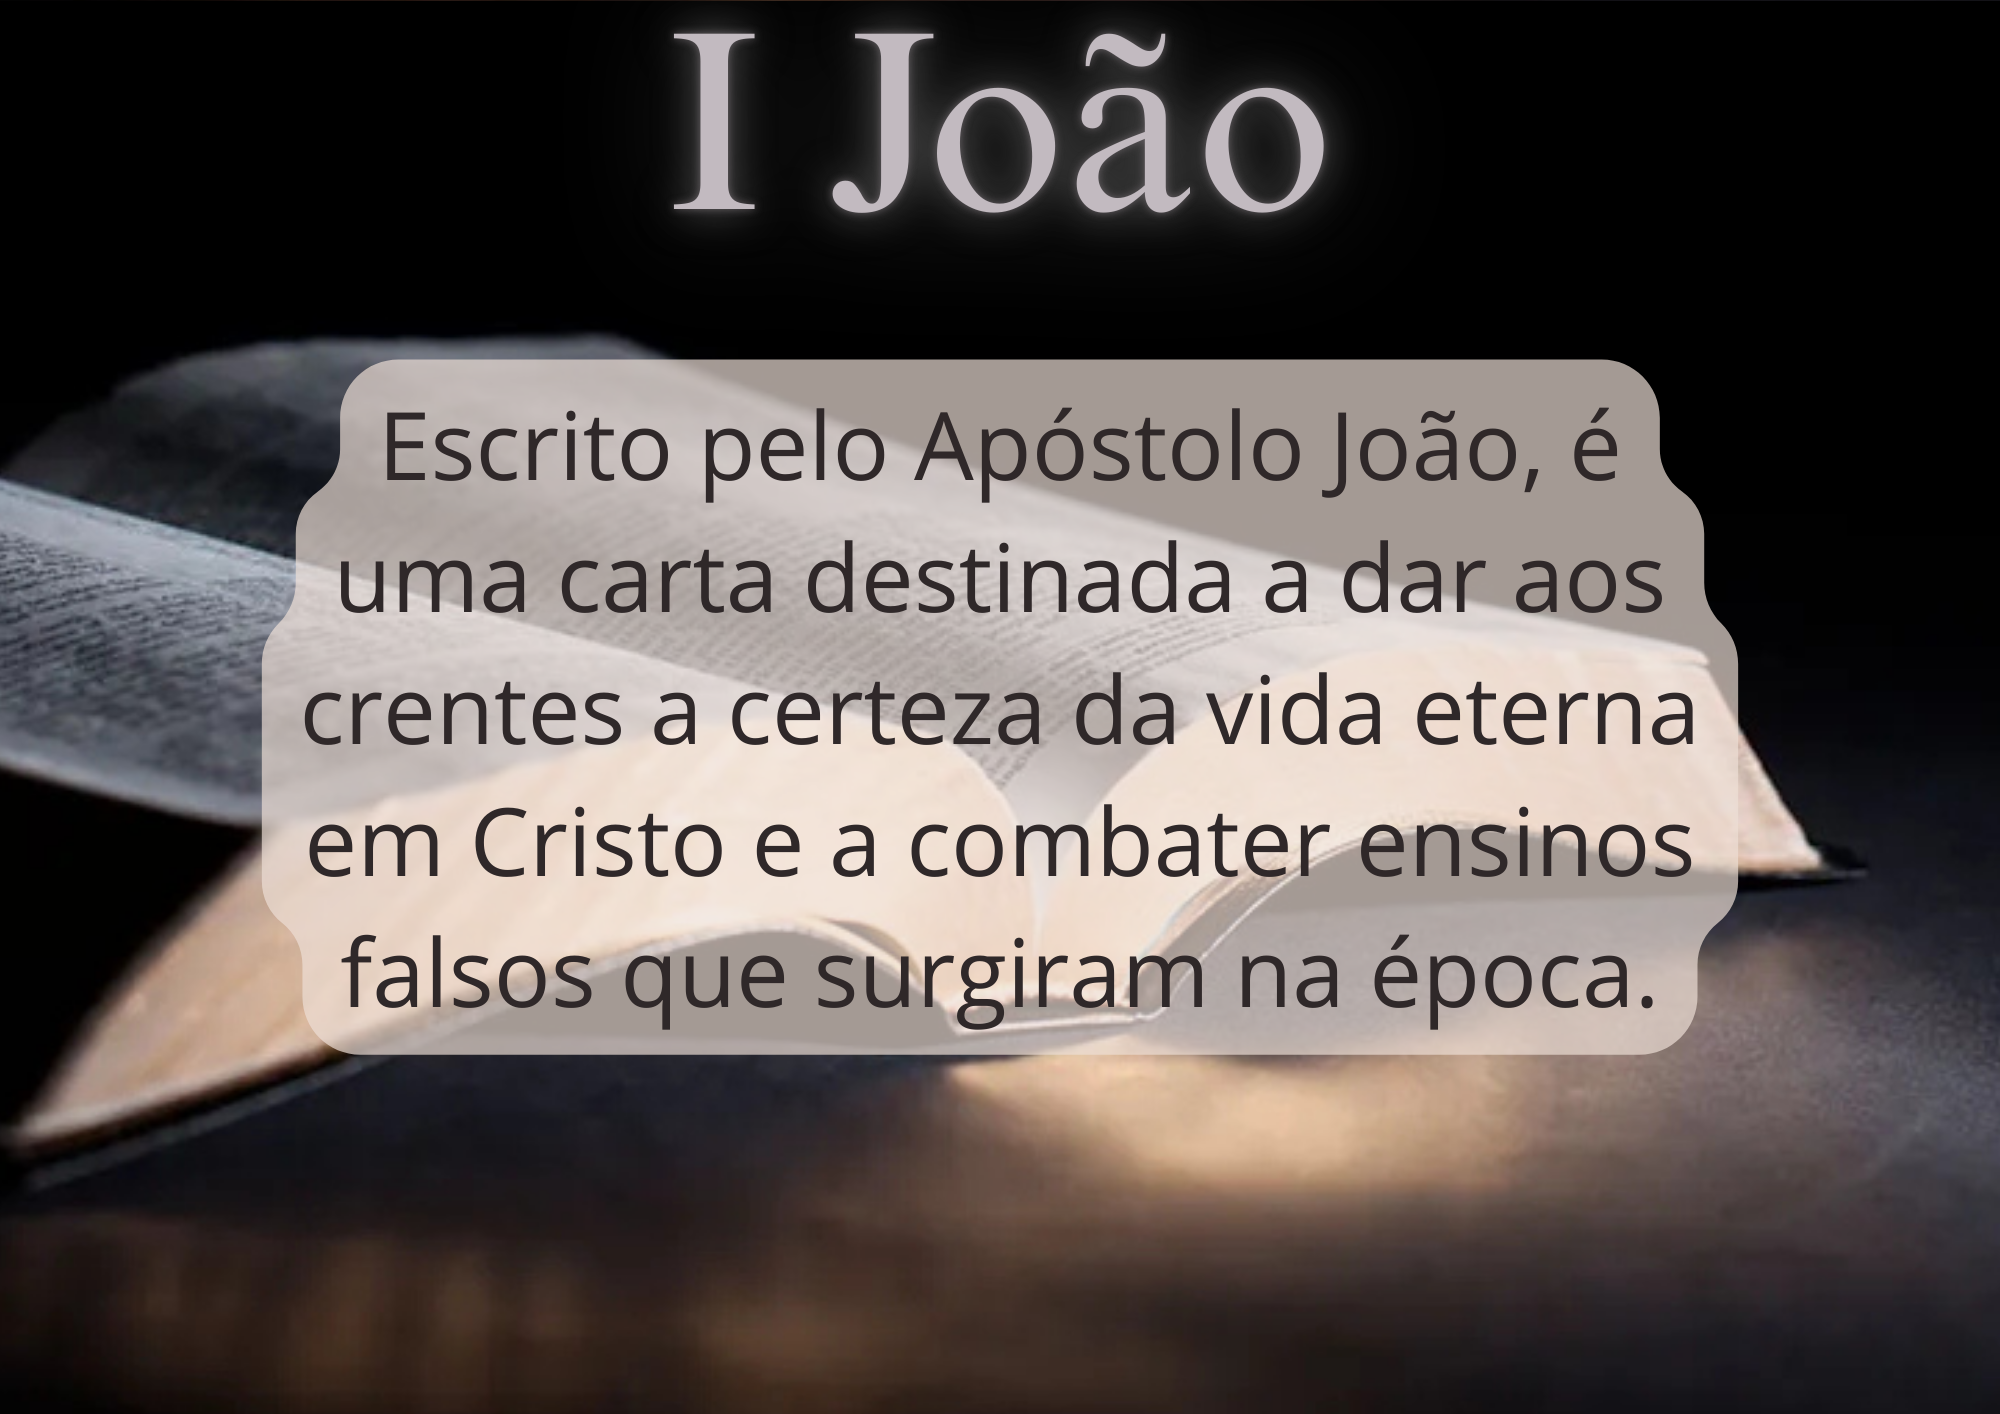 I João
Escrito pelo Apóstolo João, é
uma carta destinada a dar aos
crentes a certeza da vida eterna
em Cristo e a combater ensinos
falsos que surgiram na época.